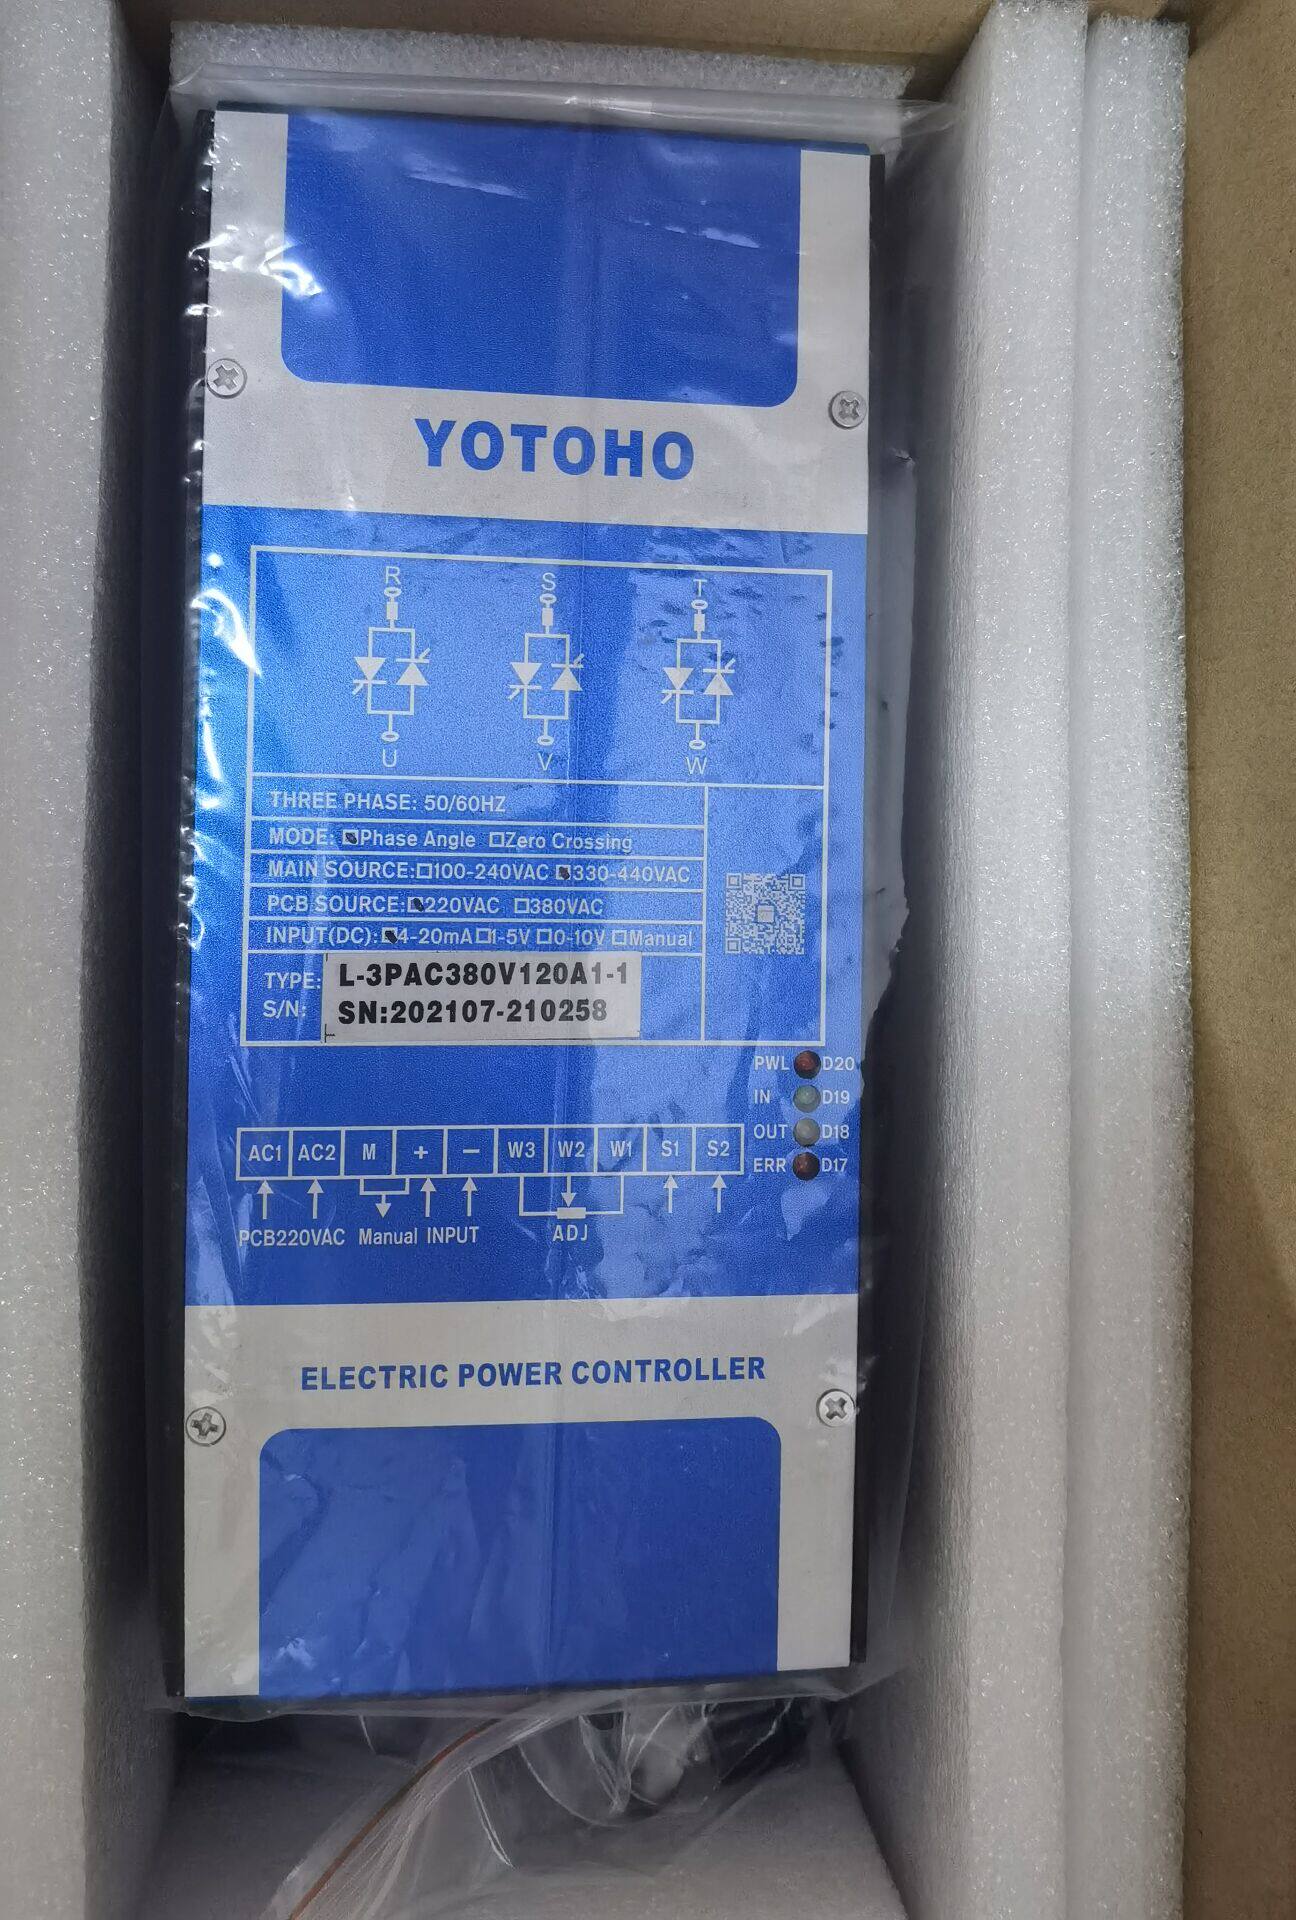 YOTOHO
R S T
U V W
THREE PHASE: 50/60HZ
MODE: Phase Angle Zero Crossing
MAIN SOURCE: 100-240VAC 330-440VAC
PCB SOURCE: 220VAC 380VAC
INPUT(DC): 4-20mA 1-5V 0-10V Manual
TYPE: L-3PAC380V120A1-1
S/N: SN:202107-210258
PWL D20
IN D19
OUT D18
ERR D17
AC1 AC2 M + − W3 W2 W1 S1 S2
PCB220VAC Manual INPUT ADJ
ELECTRIC POWER CONTROLLER